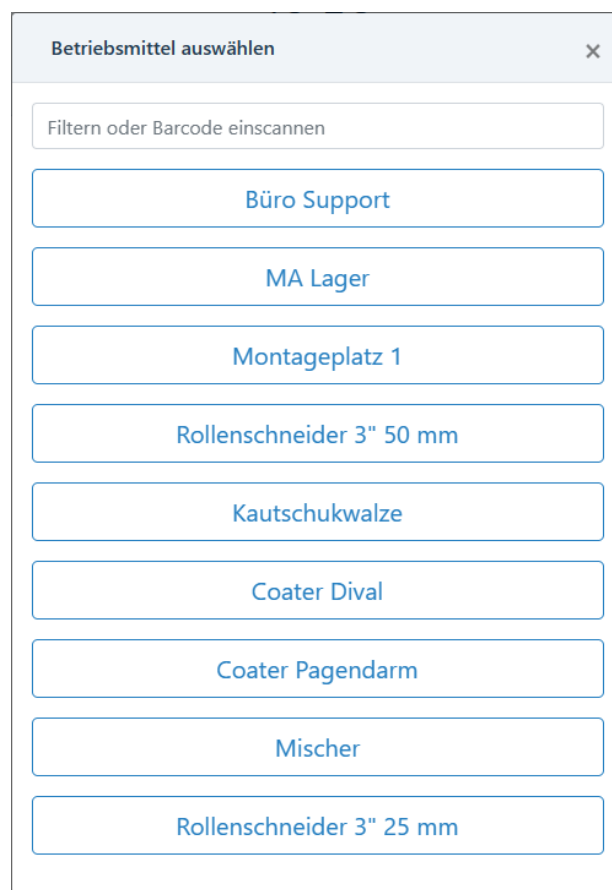 Betriebsmittel auswählen ×
Filtern oder Barcode einscannen
Büro Support
MA Lager
Montageplatz 1
Rollenschneider 3" 50 mm
Kautschukwalze
Coater Dival
Coater Pagendarm
Mischer
Rollenschneider 3" 25 mm